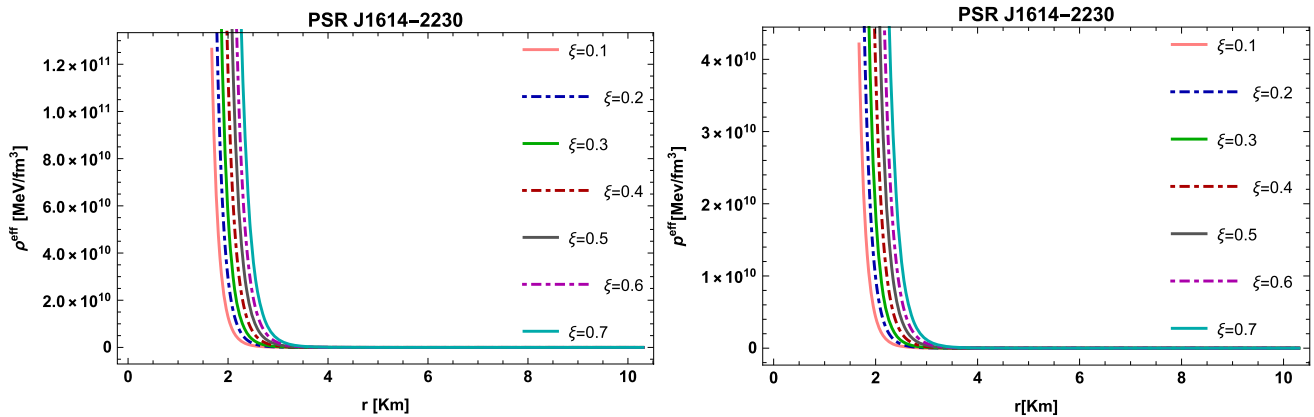 PSR J1614−2230
1.2 × 10¹¹
1.0 × 10¹¹
8.0 × 10¹⁰
6.0 × 10¹⁰
4.0 × 10¹⁰
2.0 × 10¹⁰
0
ρᵉᶠᶠ [MeV/fm³]
ξ=0.1
ξ=0.2
ξ=0.3
ξ=0.4
ξ=0.5
ξ=0.6
ξ=0.7
0 2 4 6 8 10
r [Km]
PSR J1614−2230
4 × 10¹⁰
3 × 10¹⁰
2 × 10¹⁰
1 × 10¹⁰
0
pᵉᶠᶠ[Mev/fm³]
ξ=0.1
ξ=0.2
ξ=0.3
ξ=0.4
ξ=0.5
ξ=0.6
ξ=0.7
0 2 4 6 8 10
r[Km]